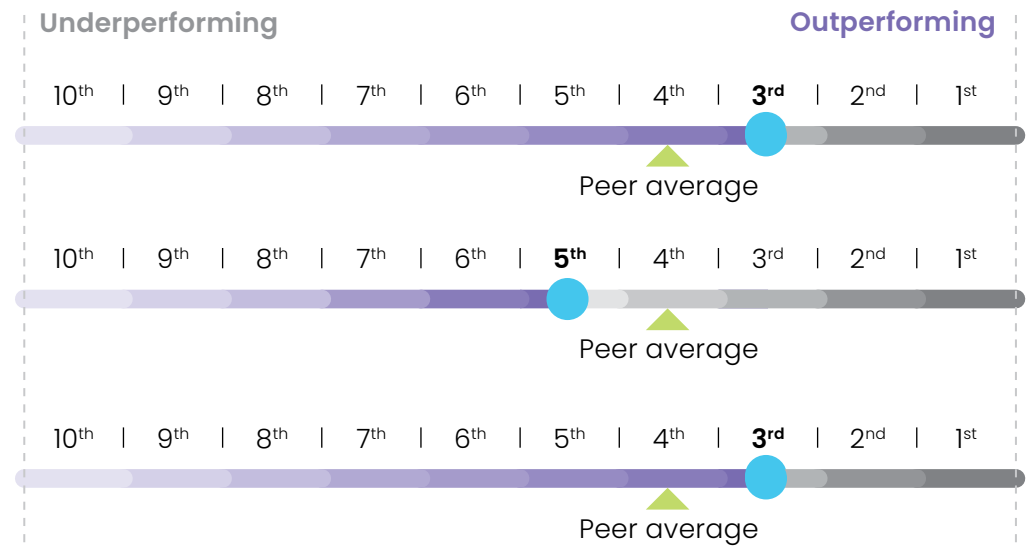 Underperforming Outperforming
10th | 9th | 8th | 7th | 6th | 5th | 4th | 3rd | 2nd | 1st
Peer average
10th | 9th | 8th | 7th | 6th | 5th | 4th | 3rd | 2nd | 1st
Peer average
10th | 9th | 8th | 7th | 6th | 5th | 4th | 3rd | 2nd | 1st
Peer average